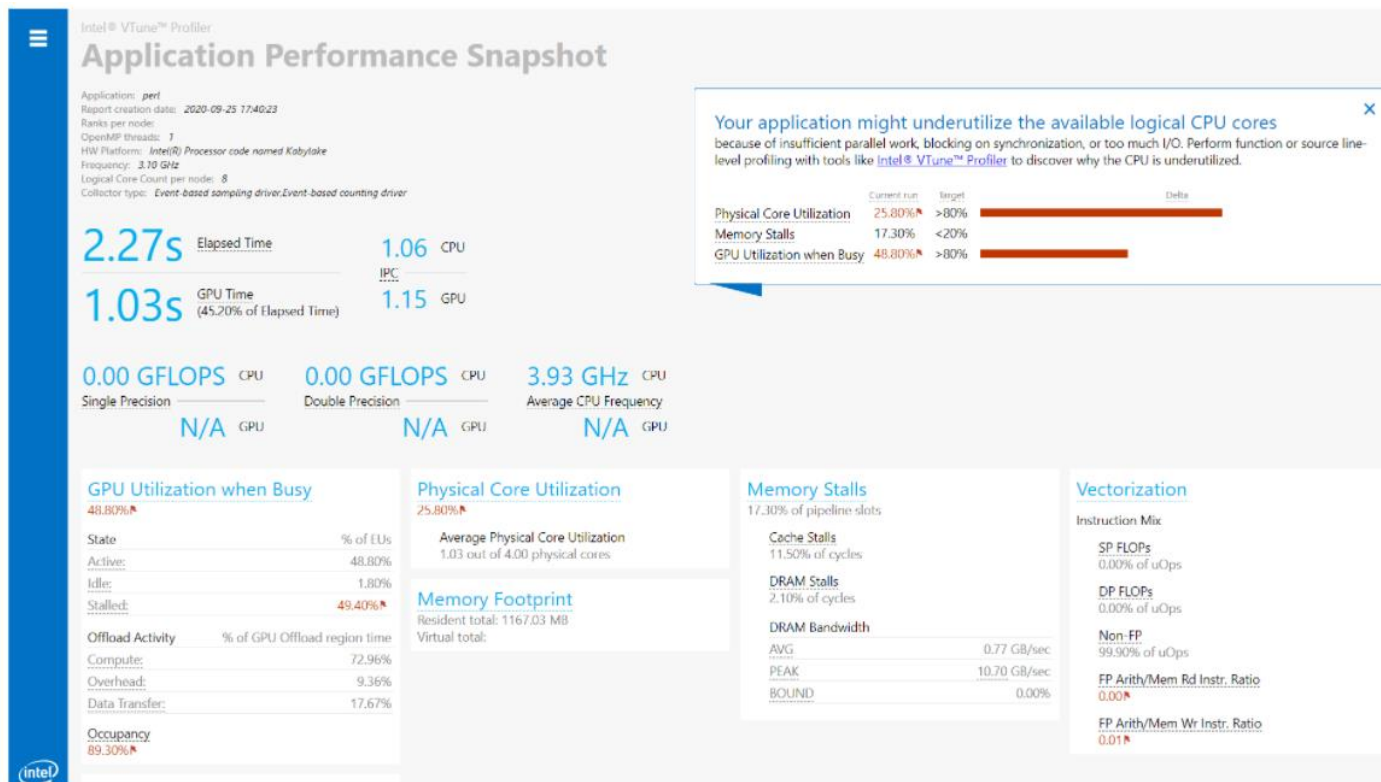 Intel® VTune™ Profiler
Application Performance Snapshot
Application: perl
Report creation date: 2020-09-25 17:40:23
Ranks per node:
OpenMP threads: 1
HW Platform: Intel(R) Processor code named Kabylake
Frequency: 3.10 GHz
Logical Core Count per node: 8
Collector type: Event-based sampling driver,Event-based counting driver
Your application might underutilize the available logical CPU cores
because of insufficient parallel work, blocking on synchronization, or too much I/O. Perform function or source line-
level profiling with tools like Intel® VTune™ Profiler to discover why the CPU is underutilized.
Current run Target Delta
Physical Core Utilization 25.80% >80%
Memory Stalls 17.30% <20%
GPU Utilization when Busy 48.80% >80%
2.27s Elapsed Time
1.03s GPU Time
(45.20% of Elapsed Time)
1.06 CPU
IPC
1.15 GPU
0.00 GFLOPS CPU
Single Precision
N/A GPU
0.00 GFLOPS CPU
Double Precision
N/A GPU
3.93 GHz CPU
Average CPU Frequency
N/A GPU
GPU Utilization when Busy
48.80%
State % of EUs
Active: 48.80%
Idle: 1.80%
Stalled: 49.40%
Offload Activity % of GPU Offload region time
Compute: 72.96%
Overhead: 9.36%
Data Transfer: 17.67%
Occupancy
89.30%
Physical Core Utilization
25.80%
Average Physical Core Utilization
1.03 out of 4.00 physical cores
Memory Footprint
Resident total: 1167.03 MB
Virtual total:
Memory Stalls
17.30% of pipeline slots
Cache Stalls
11.50% of cycles
DRAM Stalls
2.10% of cycles
DRAM Bandwidth
AVG 0.77 GB/sec
PEAK 10.70 GB/sec
BOUND 0.00%
Vectorization
Instruction Mix
SP FLOPs
0.00% of uOps
DP FLOPs
0.00% of uOps
Non-FP
99.90% of uOps
FP Arith/Mem Rd Instr. Ratio
0.00
FP Arith/Mem Wr Instr. Ratio
0.01
intel